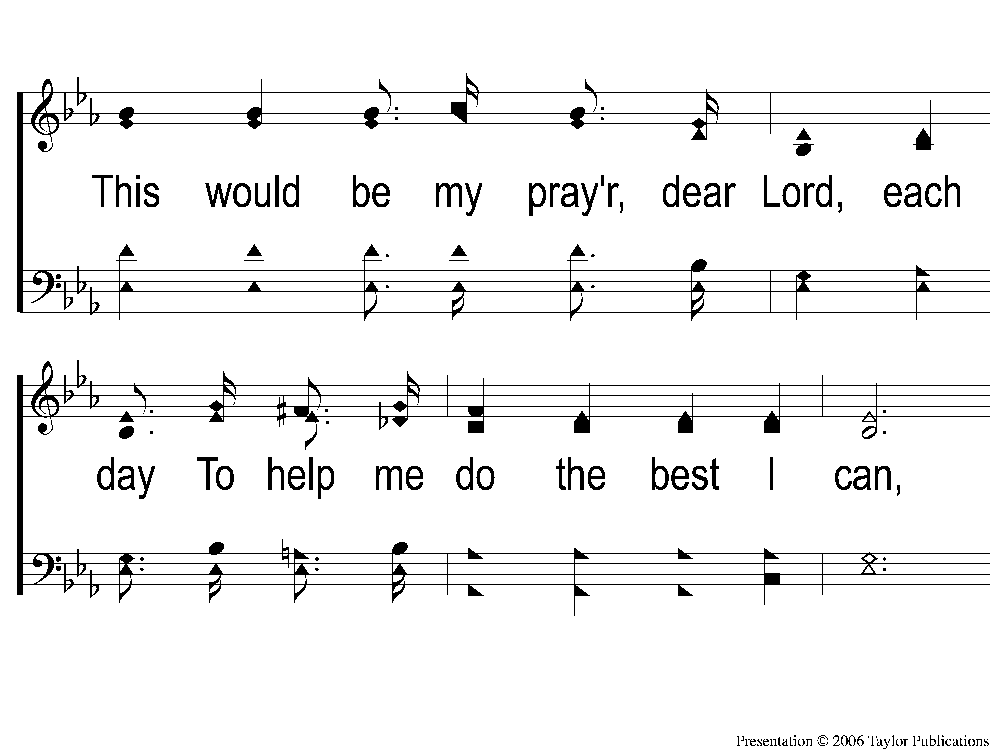 This would be my pray'r, dear Lord, each
day To help me do the best I can,
Presentation © 2006 Taylor Publications